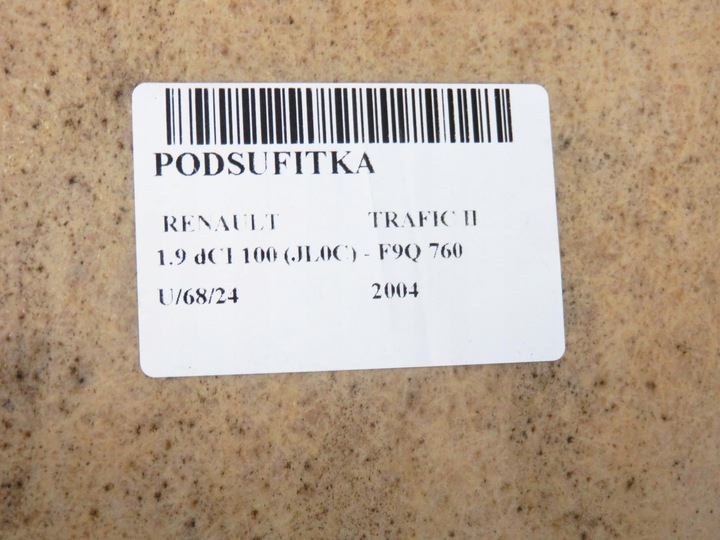 PODSUFITKA
RENAULT TRAFIC II
1.9 dCI 100 (JL0C) - F9Q 760
U/68/24 2004